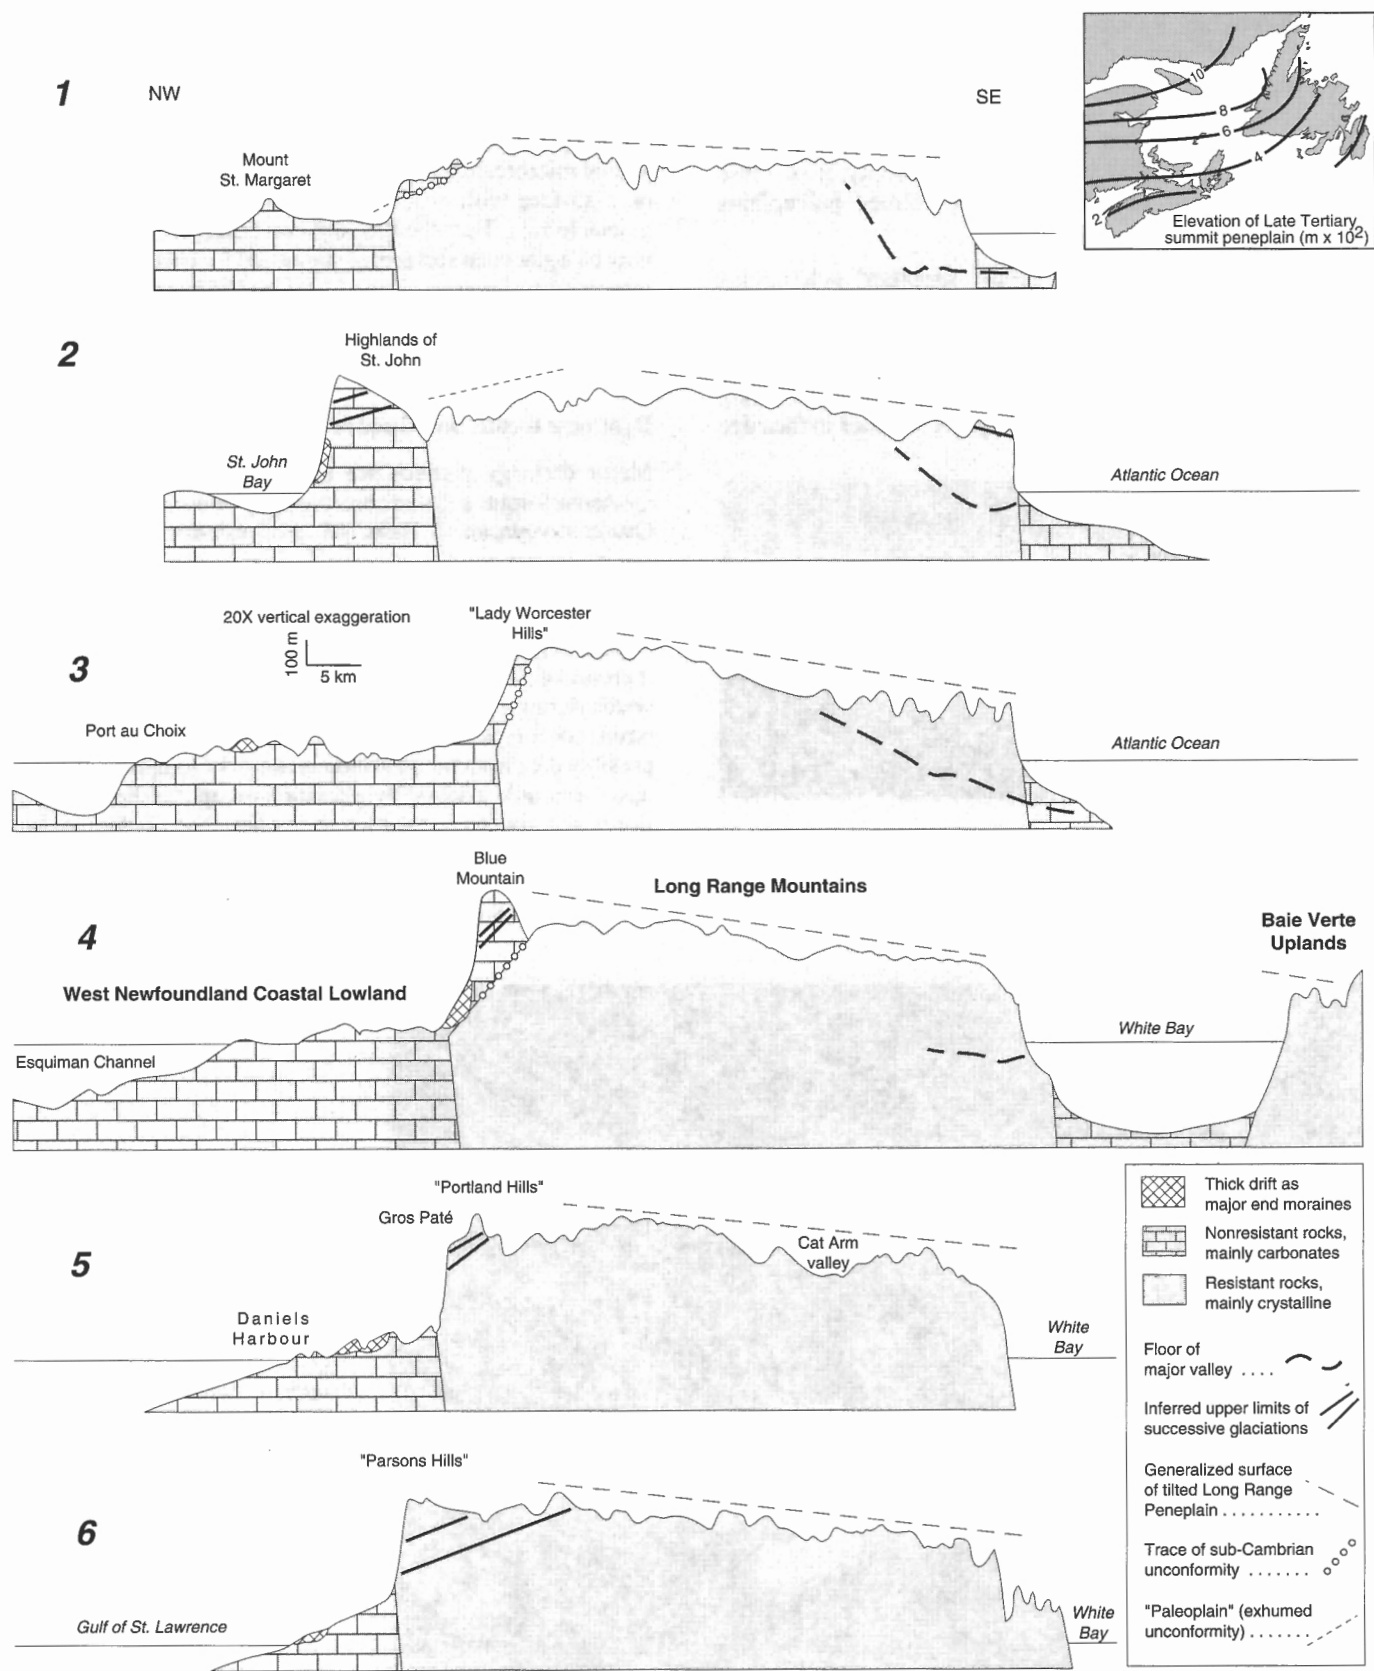 1
NW
SE
Mount
St. Margaret
10
8
6
4
2
Elevation of Late Tertiary
summit peneplain (m x 10²)
2
Highlands of
St. John
St. John
Bay
Atlantic Ocean
3
20X vertical exaggeration
100 m
5 km
"Lady Worcester
Hills"
Port au Choix
Atlantic Ocean
4
Blue
Mountain
Long Range Mountains
Baie Verte
Uplands
West Newfoundland Coastal Lowland
Esquiman Channel
White Bay
5
"Portland Hills"
Gros Paté
Cat Arm
valley
Daniels
Harbour
White
Bay
6
"Parsons Hills"
Gulf of St. Lawrence
White
Bay
Thick drift as
major end moraines
Nonresistant rocks,
mainly carbonates
Resistant rocks,
mainly crystalline
Floor of
major valley ....
Inferred upper limits of
successive glaciations
Generalized surface
of tilted Long Range
Peneplain ...........
Trace of sub-Cambrian
unconformity .......
"Paleoplain" (exhumed
unconformity) .......